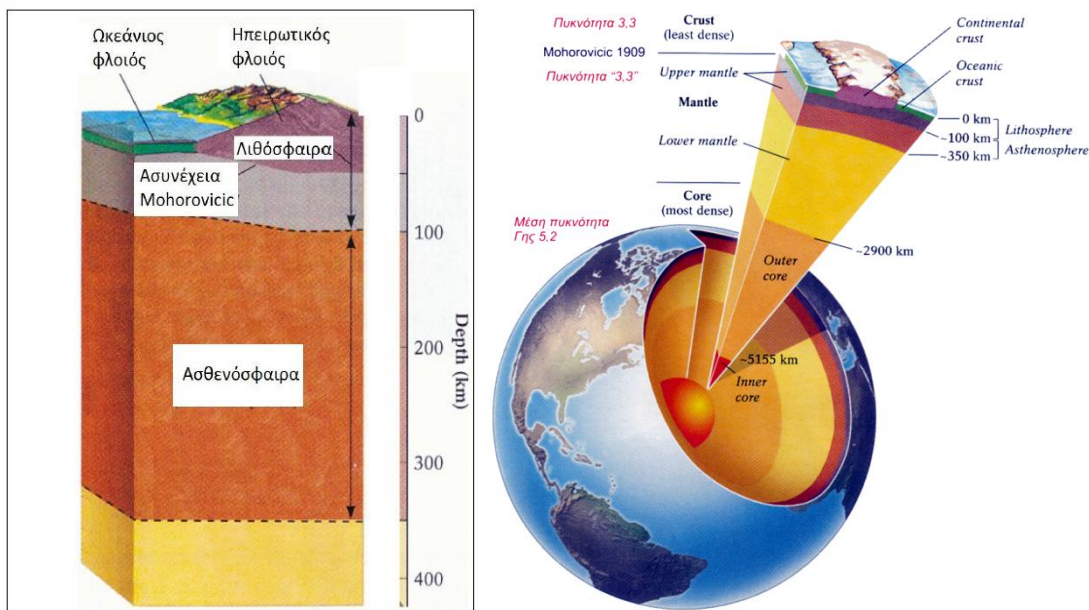 Ωκεάνιος
φλοιός
Ηπειρωτικός
φλοιός
Λιθόσφαιρα
Ασυνέχεια
Mohorovicic
Ασθενόσφαιρα
0
100
200
300
400
Depth (km)
Πυκνότητα 3,3
Crust
(least dense)
Mohorovicic 1909
Πυκνότητα “3,3”
Upper mantle
Mantle
Lower mantle
Core
(most dense)
Μέση πυκνότητα
Γης 5,2
Continental
crust
Oceanic
crust
0 km
~100 km
~350 km
Lithosphere
Asthenosphere
~2900 km
Outer
core
~5155 km
Inner
core